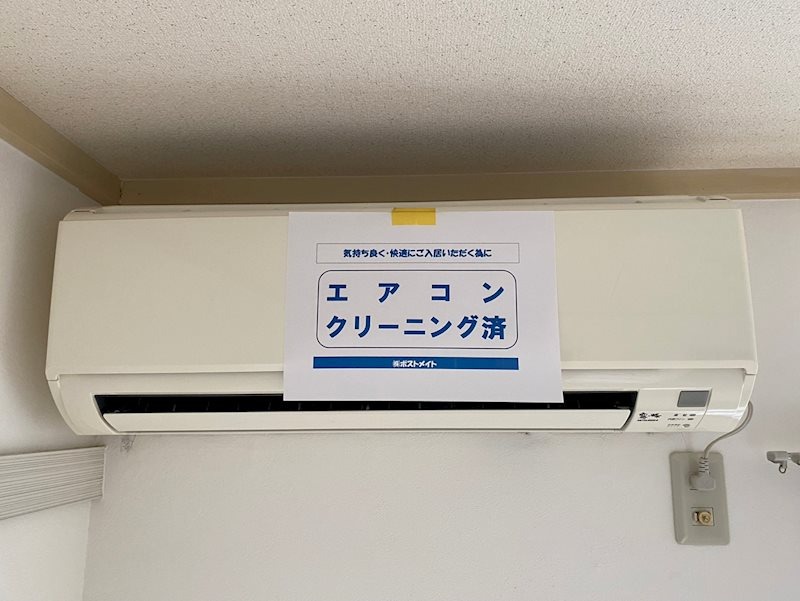 気持ち良く・快適にご入居いただく為に
エアコン
クリーニング済
㈱ポストメイト